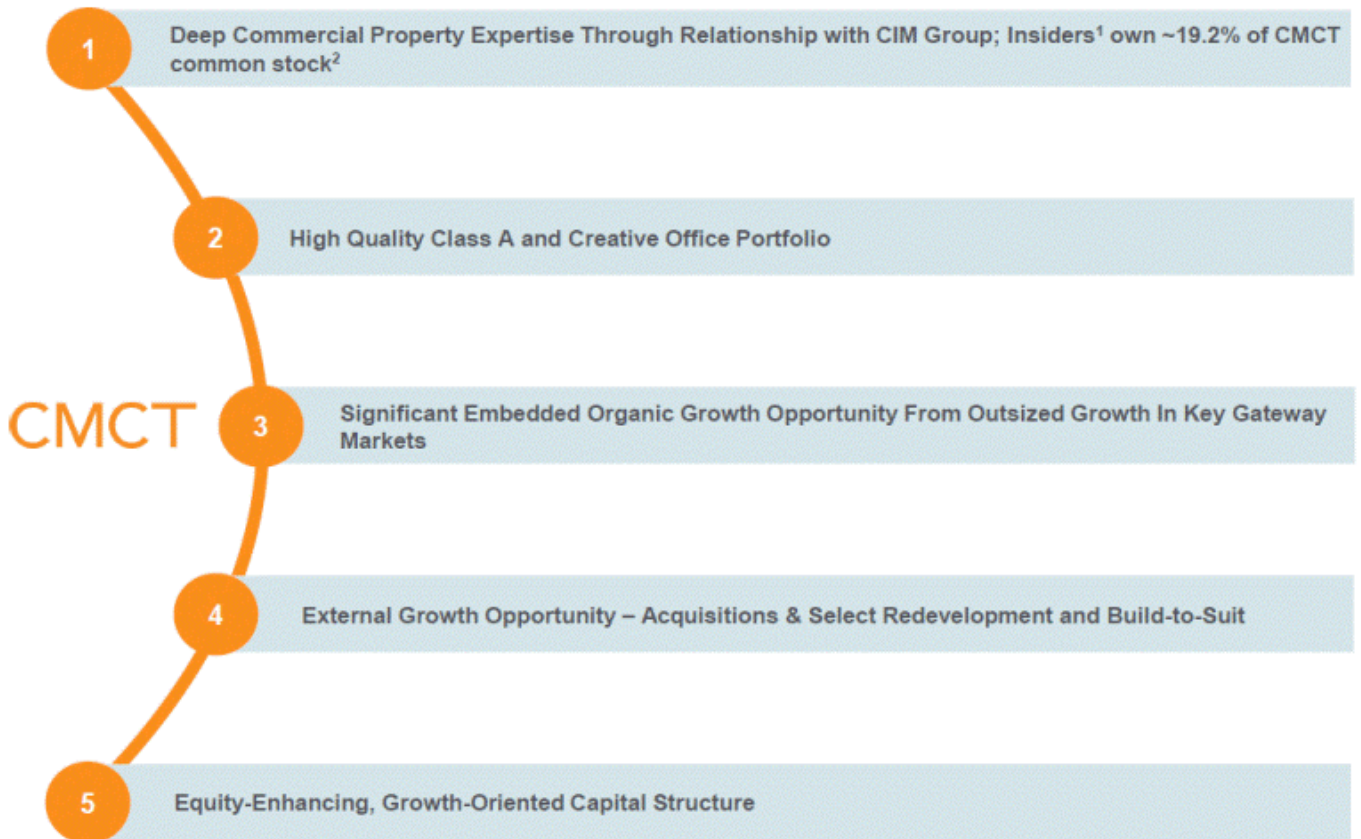 1
Deep Commercial Property Expertise Through Relationship with CIM Group; Insiders¹ own ~19.2% of CMCT
common stock²
2
High Quality Class A and Creative Office Portfolio
CMCT
3
Significant Embedded Organic Growth Opportunity From Outsized Growth In Key Gateway
Markets
4
External Growth Opportunity – Acquisitions & Select Redevelopment and Build-to-Suit
5
Equity-Enhancing, Growth-Oriented Capital Structure